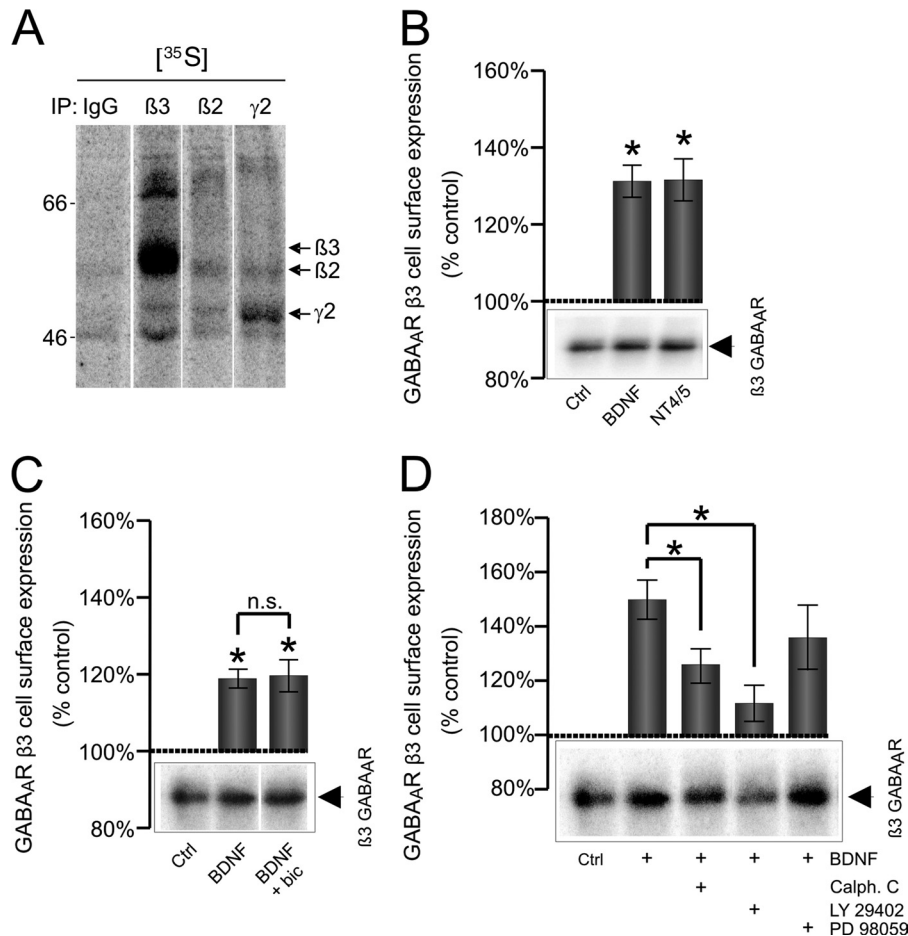 A
[³⁵S]
IP: IgG ß3 ß2 γ2
66
ß3
ß2
γ2
46
B
GABAAR β3 cell surface expression
(% control)
160%
140%
120%
100%
80%
* *
ß3 GABAAR
Ctrl BDNF NT4/5
C
GABAAR β3 cell surface expression
(% control)
160%
140%
120%
100%
80%
n.s.
* *
ß3 GABAAR
Ctrl BDNF BDNF
+ bic
D
GABAAR β3 cell surface expression
(% control)
180%
160%
140%
120%
100%
80%
*
*
ß3 GABAAR
Ctrl + + + + BDNF
+ Calph. C
+ LY 29402
+ PD 98059